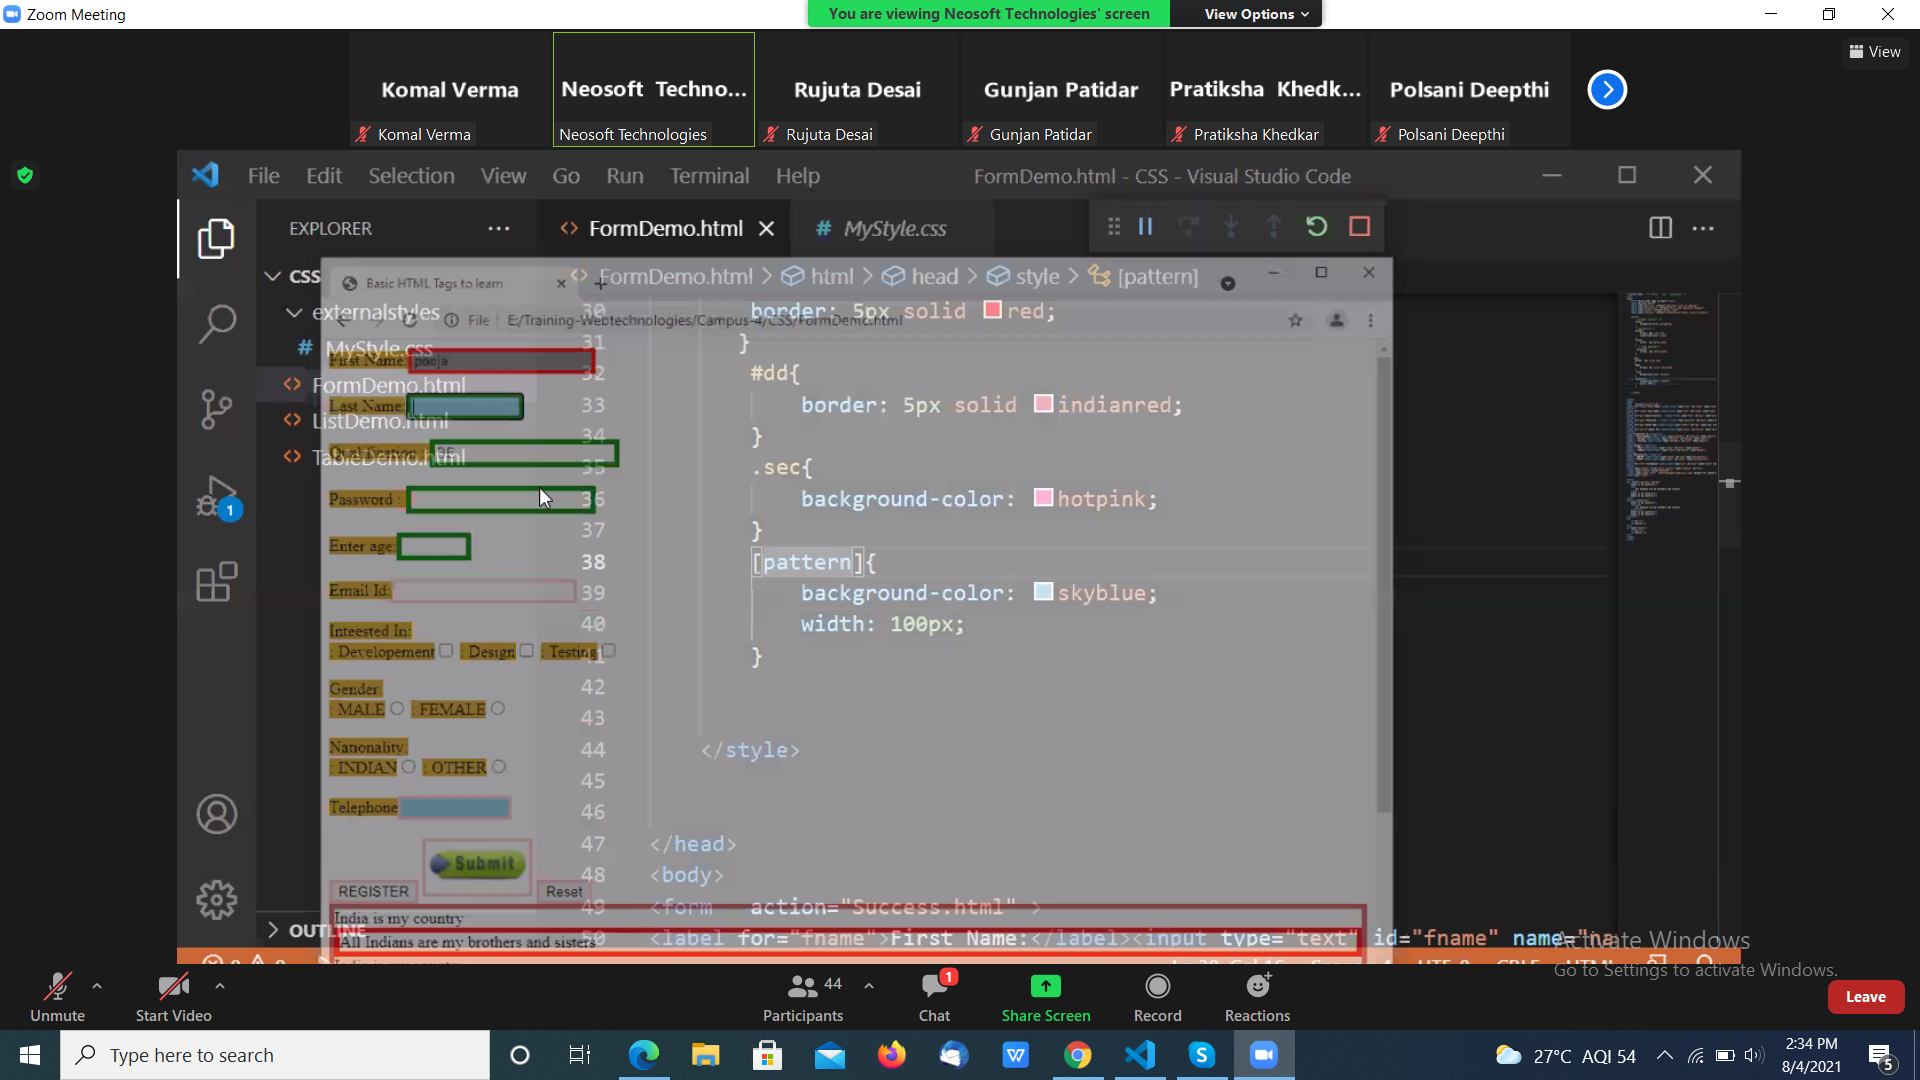 Zoom Meeting
You are viewing Neosoft Technologies' screen
View Options
View
Komal Verma
Neosoft Techno...
Rujuta Desai
Gunjan Patidar
Pratiksha Khedk...
Polsani Deepthi
Komal Verma
Neosoft Technologies
Rujuta Desai
Gunjan Patidar
Pratiksha Khedkar
Polsani Deepthi
File Edit Selection View Go Run Terminal Help
FormDemo.html - CSS - Visual Studio Code
EXPLORER
FormDemo.html
# MyStyle.css
CSS
externalstyles
# MyStyle.css
FormDemo.html
ListDemo.html
TableDemo.html
OUTLINE
1
FormDemo.html > html > head > style > [pattern]
Basic HTML Tags to learn
File E:/Training-Webtechnologies/Campus-4/CSS/FormDemo.html
First Name: pooja
Last Name:
Qualification: BE
Password :
Enter age:
Email Id:
Inteested In:
: Developement : Design : Testing
Gender:
: MALE : FEMALE
Nationality:
: INDIAN : OTHER
Telephone
Submit
REGISTER
Reset
India is my country
All Indians are my brothers and sisters
30 border: 5px solid red;
31 }
32 #dd{
33 border: 5px solid indianred;
34 }
35 .sec{
36 background-color: hotpink;
37 }
38 [pattern]{
39 background-color: skyblue;
40 width: 100px;
41 }
42
43
44 </style>
45
46
47 </head>
48 <body>
49 <form action="Success.html" >
50 <label for="fname">First Name:</label><input type="text" id="fname" name="na
Activate Windows
Go to Settings to activate Windows.
Unmute
Start Video
44
Participants
1
Chat
Share Screen
Record
Reactions
Leave
Type here to search
27°C AQI 54
2:34 PM
8/4/2021
5